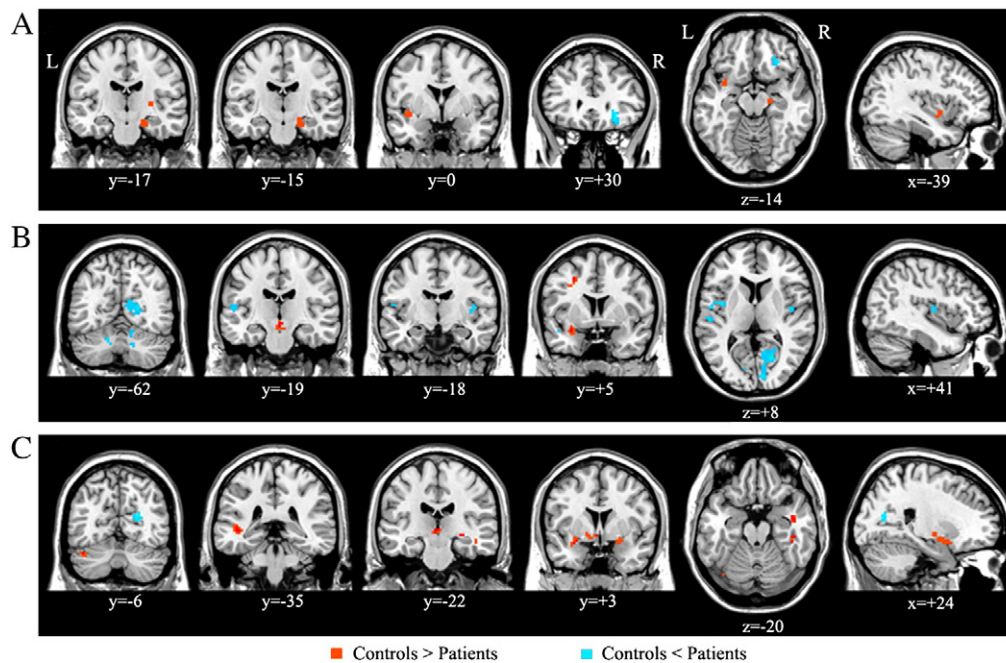 A
L
R
L
R
y=-17
y=-15
y=0
y=+30
z=-14
x=-39
B
y=-62
y=-19
y=-18
y=+5
z=+8
x=+41
C
y=-6
y=-35
y=-22
y=+3
z=-20
x=+24
Controls > Patients
Controls < Patients